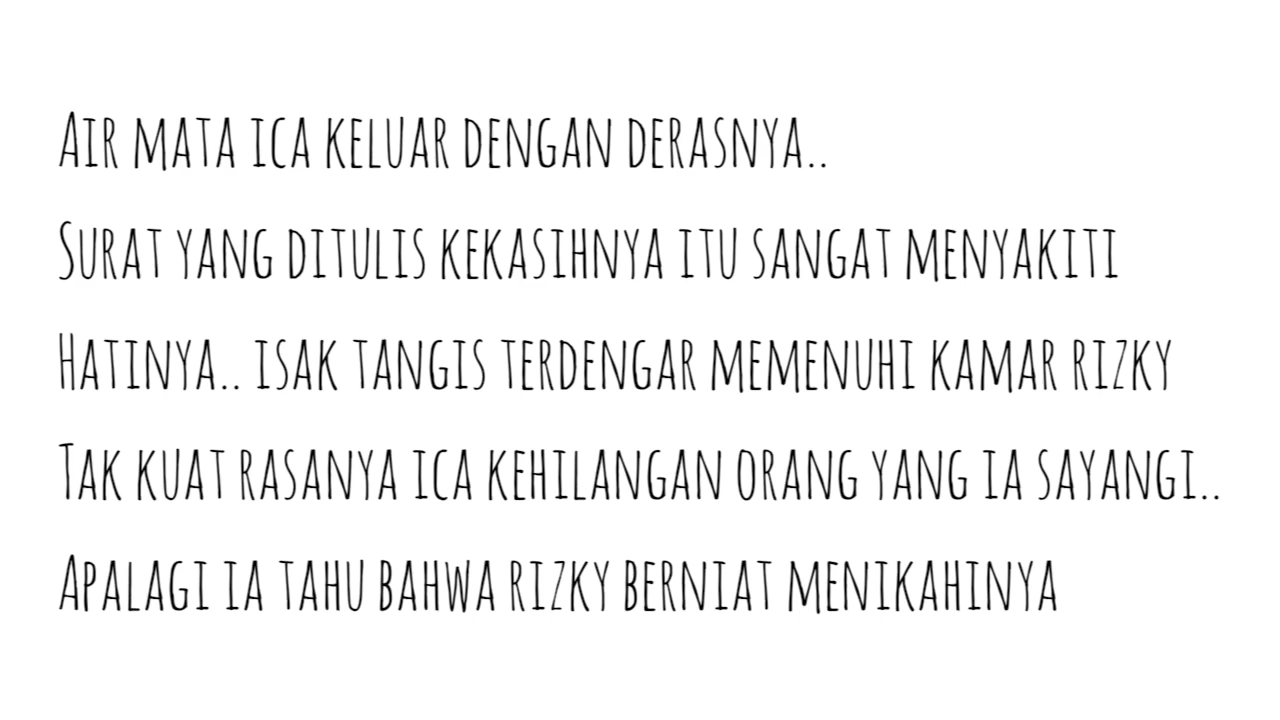 Air mata ica keluar dengan derasnya..
Surat yang ditulis kekasihnya itu sangat menyakiti
Hatinya.. isak tangis terdengar memenuhi kamar rizky
Tak kuat rasanya ica kehilangan orang yang ia sayangi..
Apalagi ia tahu bahwa rizky berniat menikahinya